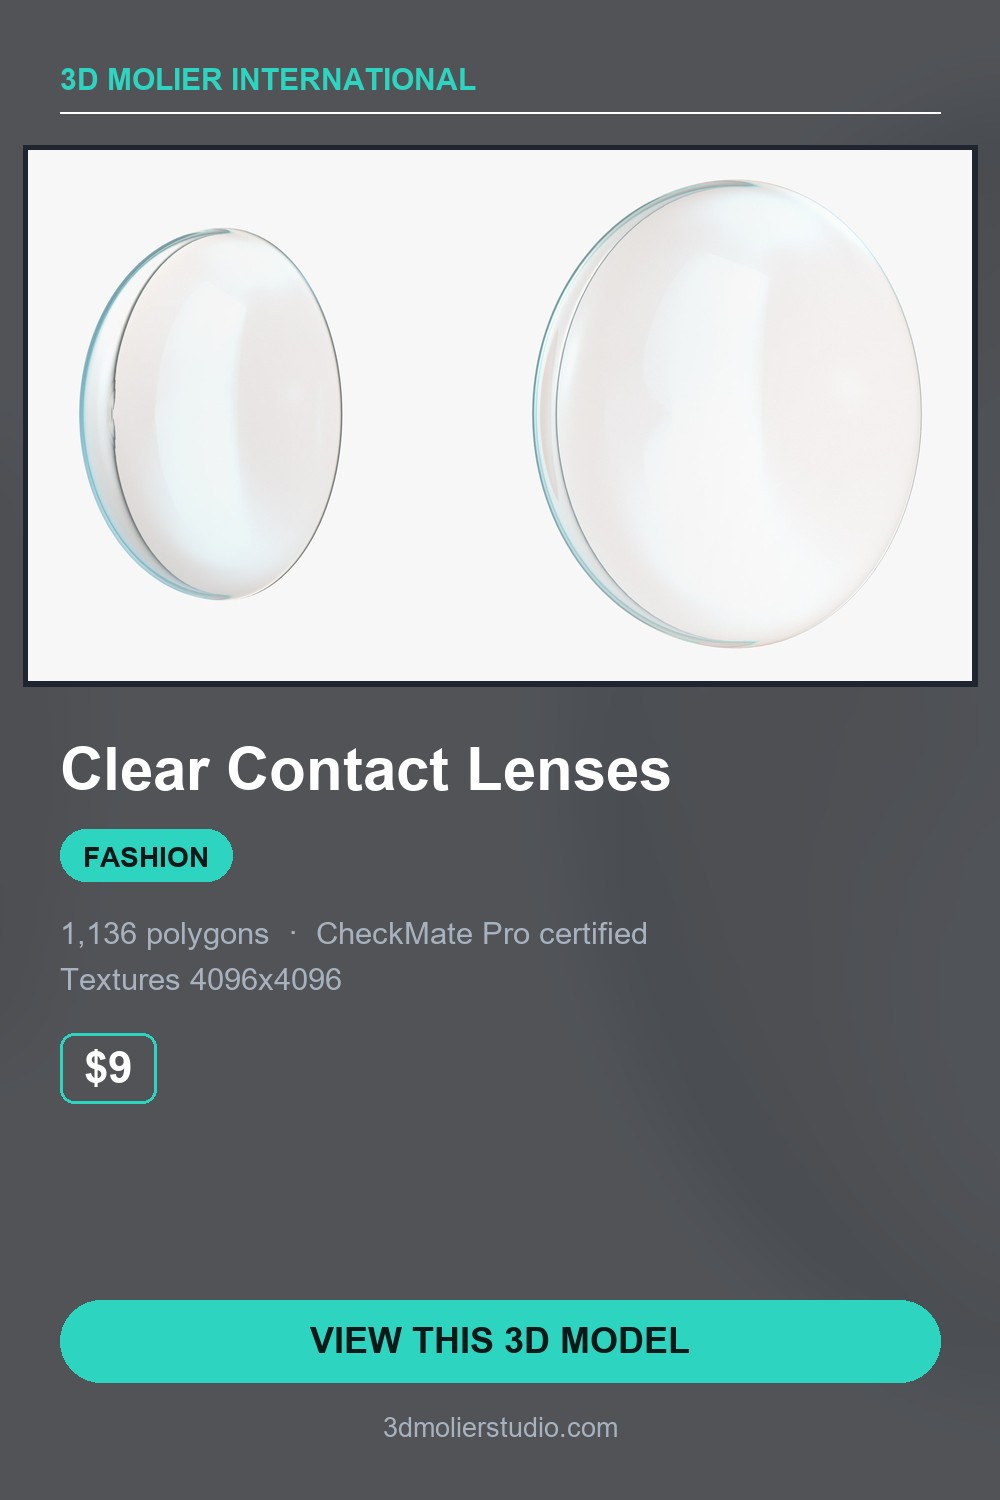 3D MOLIER INTERNATIONAL
Clear Contact Lenses
FASHION
1,136 polygons · CheckMate Pro certified
Textures 4096x4096
$9
VIEW THIS 3D MODEL
3dmolierstudio.com